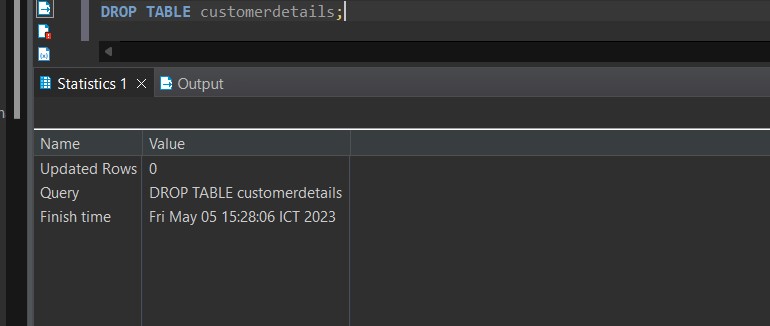 DROP TABLE customerdetails;
Statistics 1
Output
Name Value
Updated Rows 0
Query DROP TABLE customerdetails
Finish time Fri May 05 15:28:06 ICT 2023